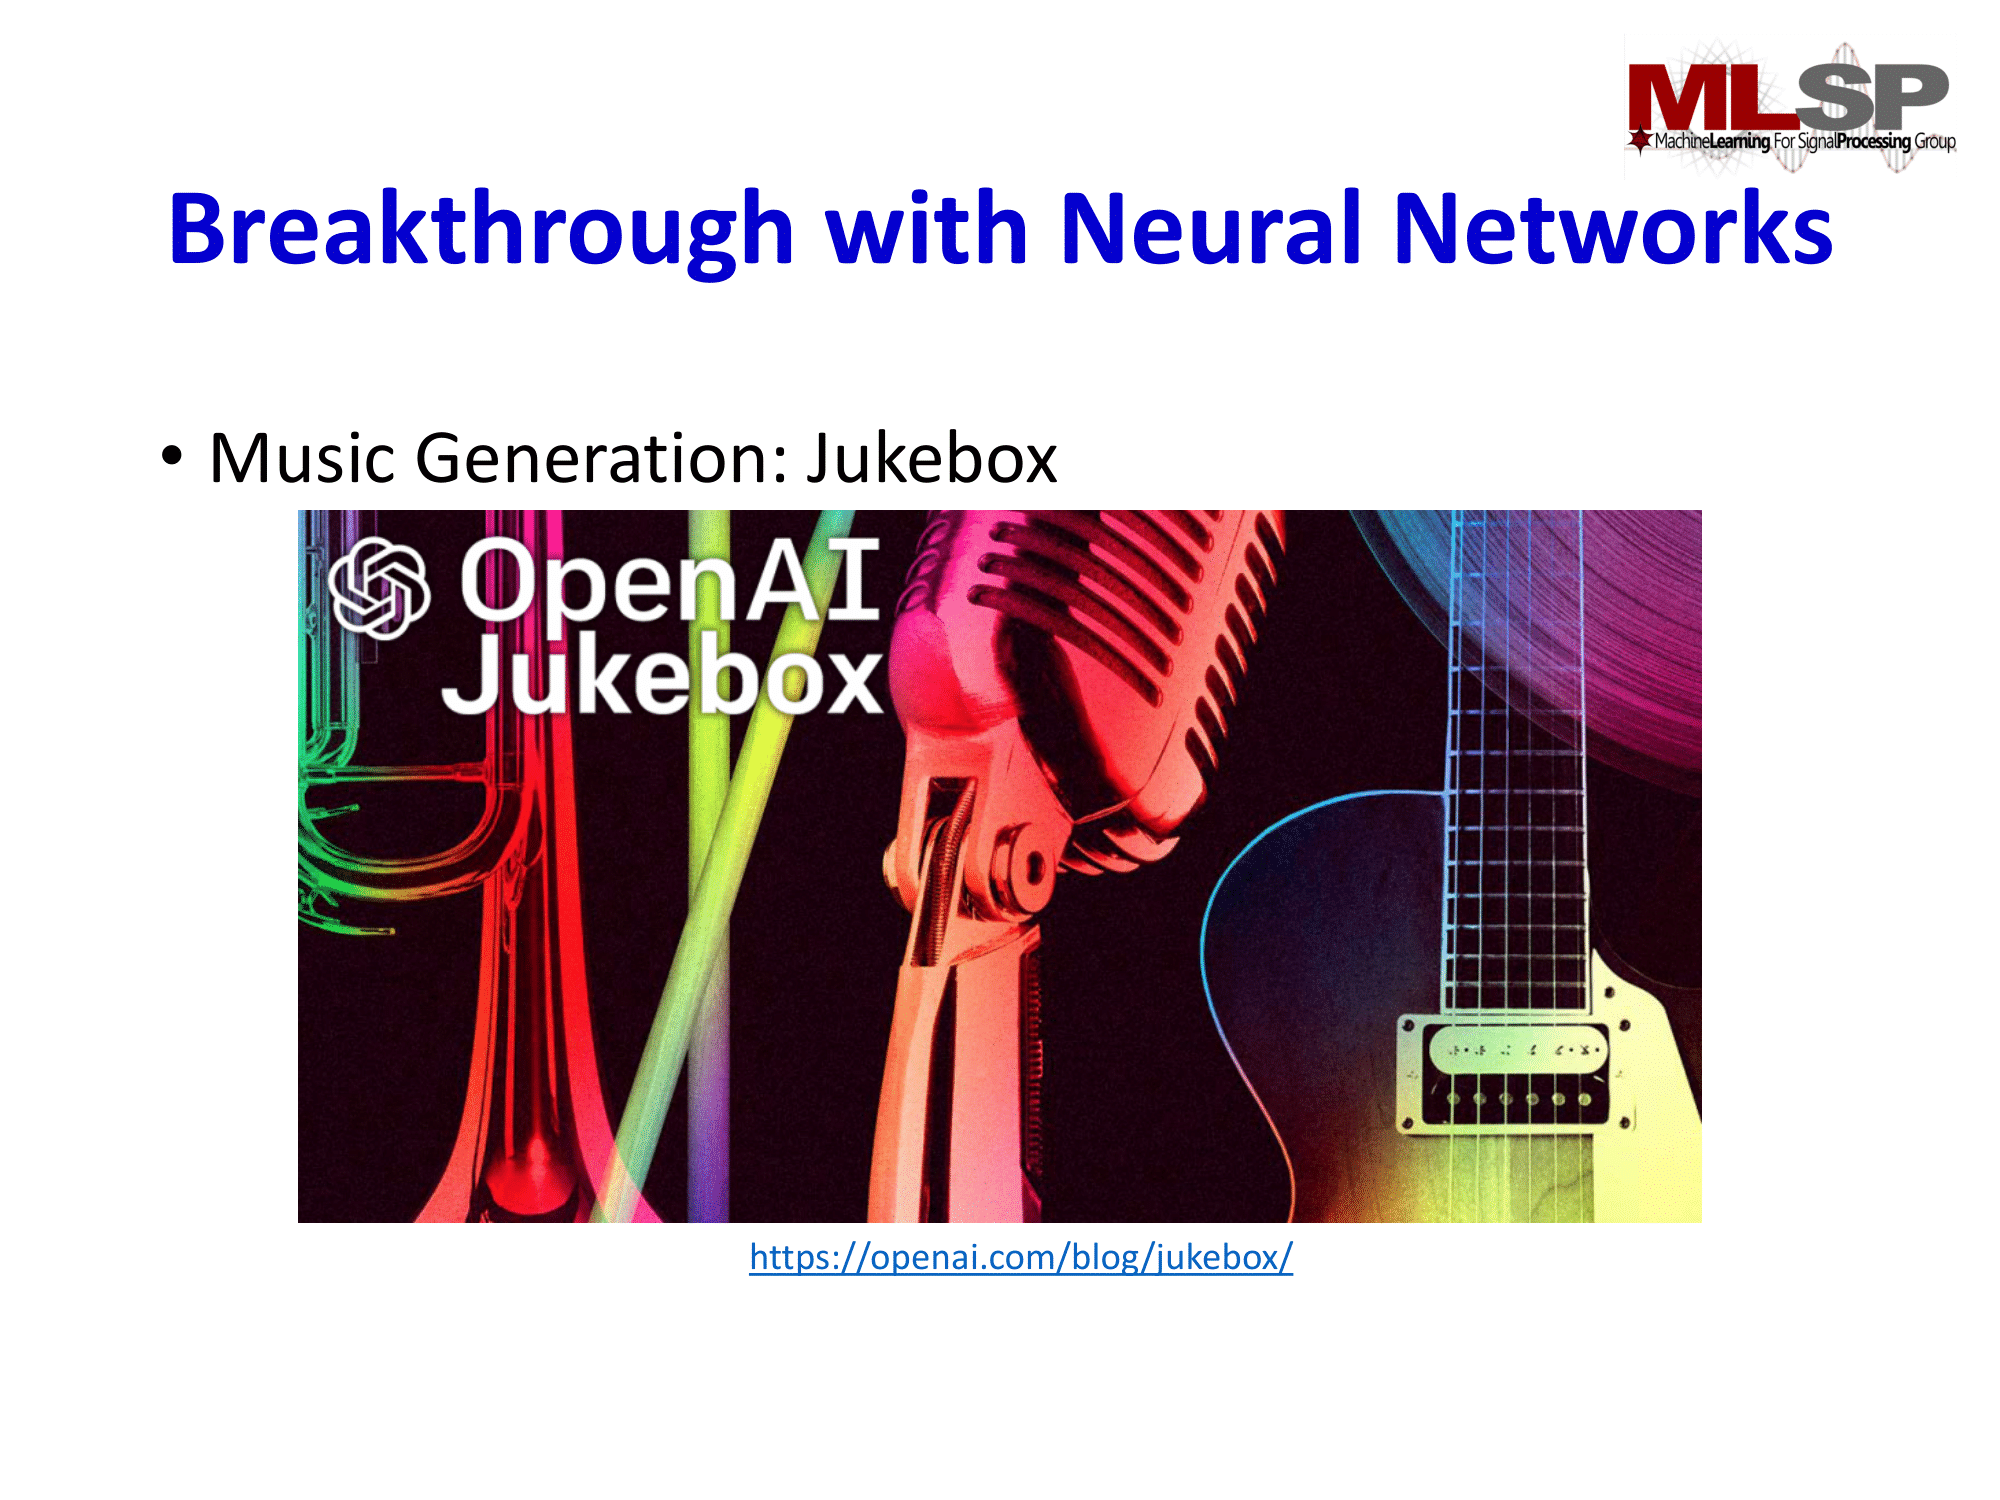 MLSP
MachineLearning For SignalProcessing Group
Breakthrough with Neural Networks
• Music Generation: Jukebox
OpenAI
Jukebox
https://openai.com/blog/jukebox/